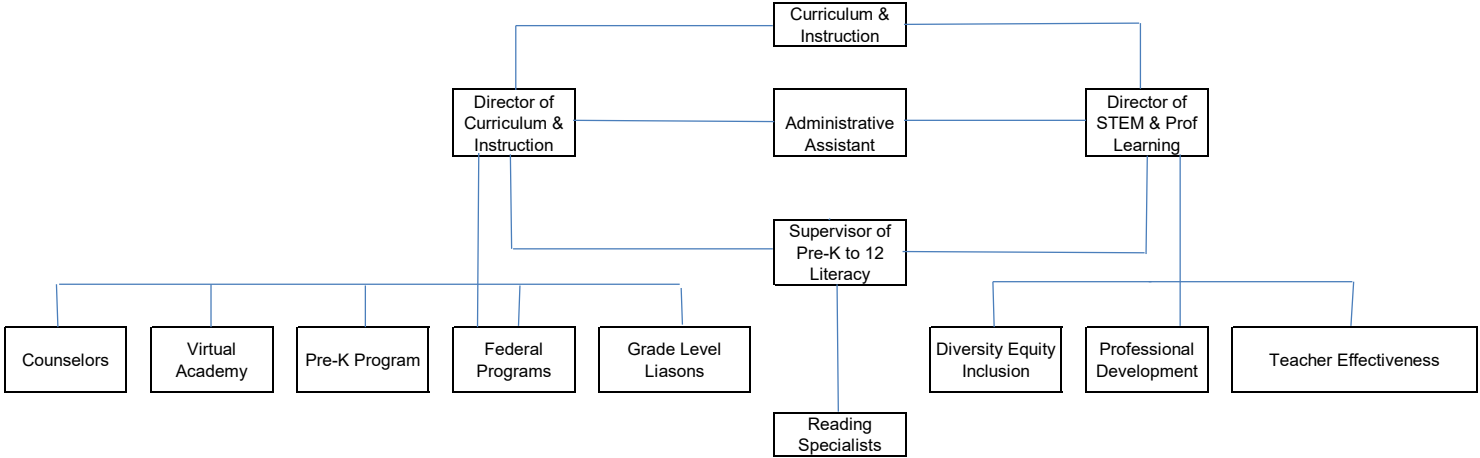 Curriculum &
Instruction
Director of
Curriculum &
Instruction
Administrative
Assistant
Director of
STEM & Prof
Learning
Supervisor of
Pre-K to 12
Literacy
Counselors
Virtual
Academy
Pre-K Program
Federal
Programs
Grade Level
Liasons
Diversity Equity
Inclusion
Professional
Development
Teacher Effectiveness
Reading
Specialists